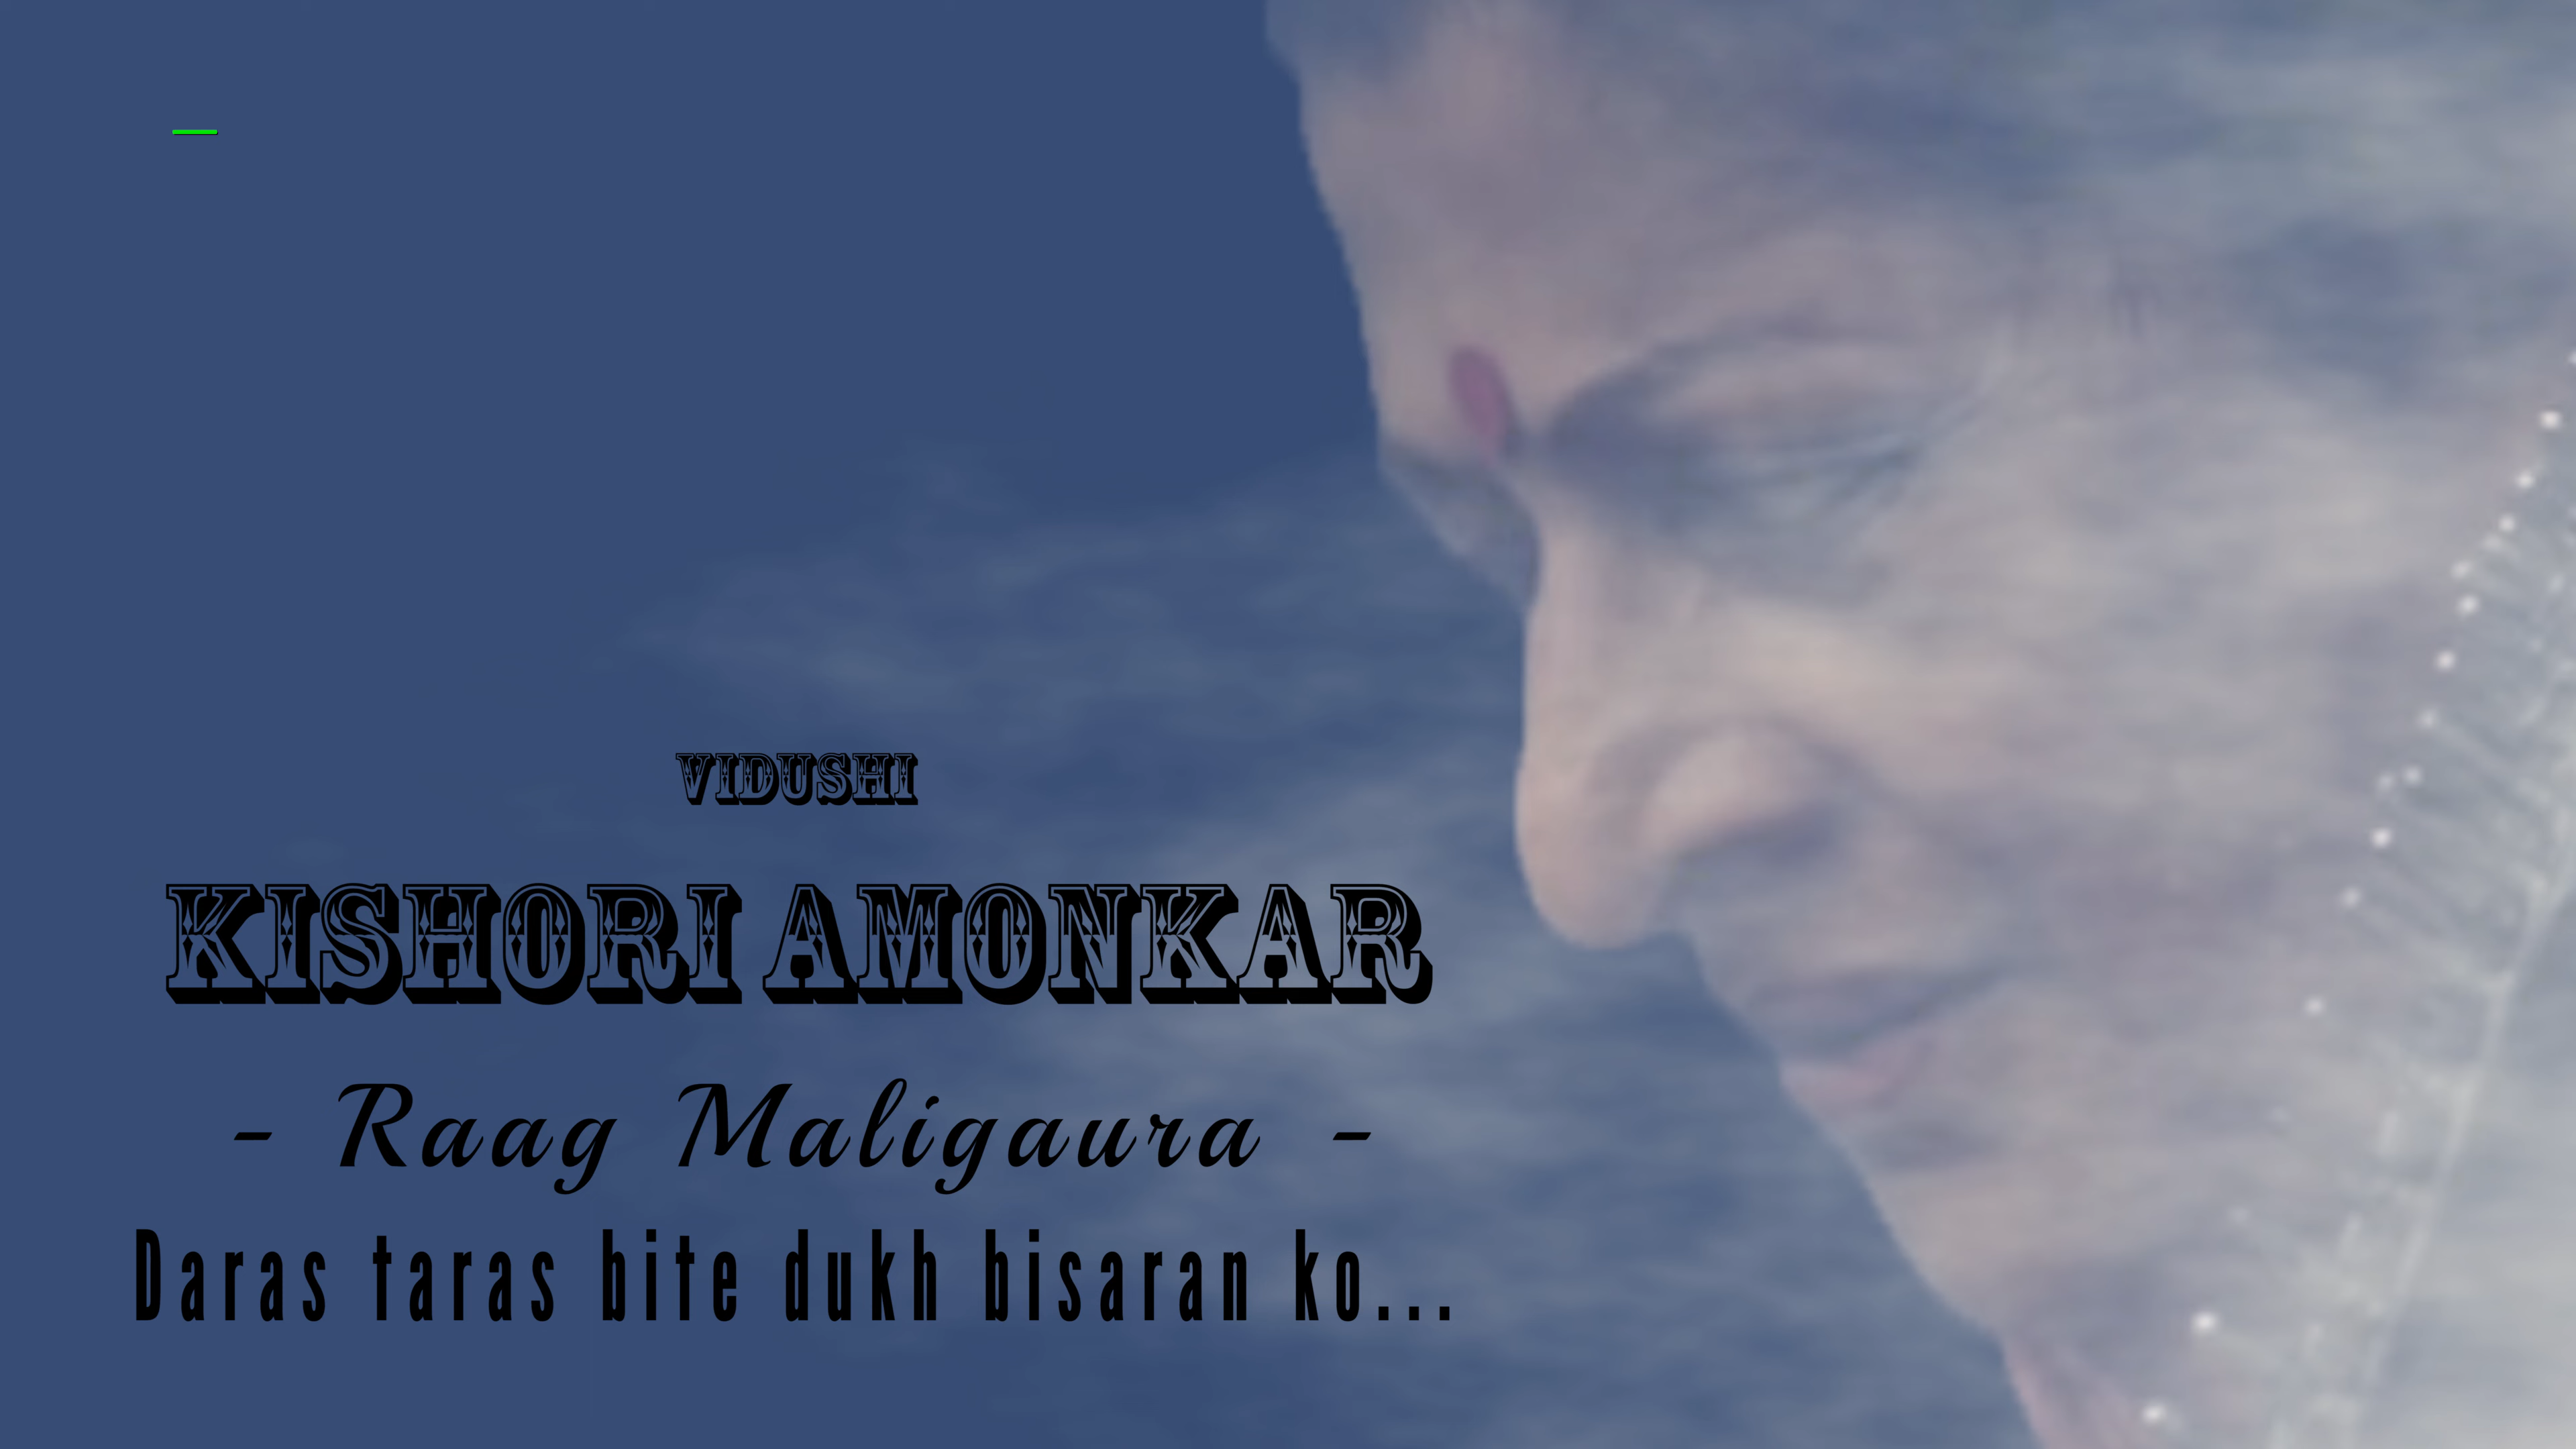 VIDUSHI
KISHORI AMONKAR
- Raag Maligaura -
Daras taras bite dukh bisaran ko...